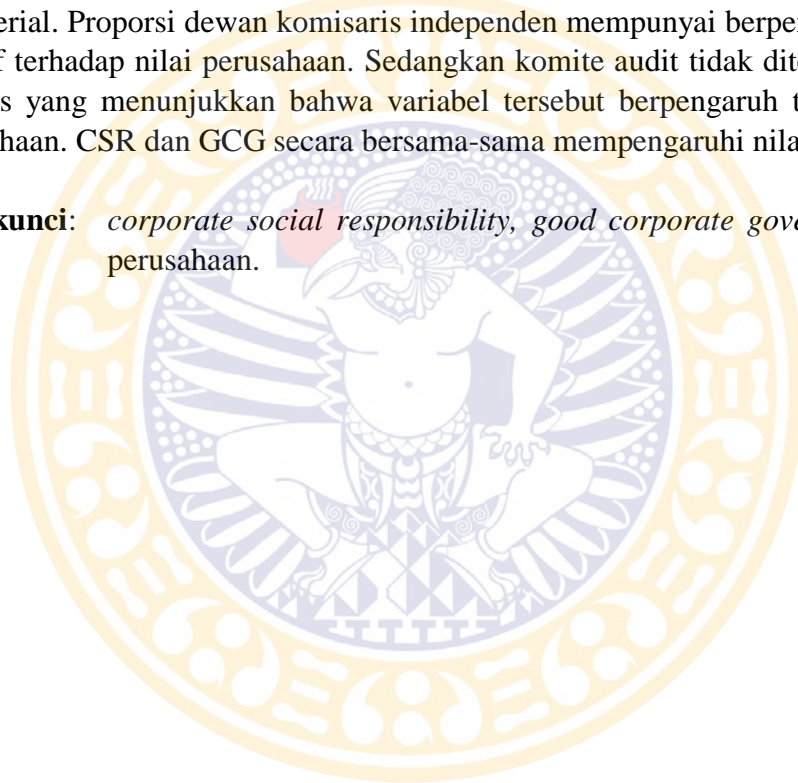 erial. Proporsi dewan komisaris independen mempunyai berpe
f terhadap nilai perusahaan. Sedangkan komite audit tidak dit
s yang menunjukkan bahwa variabel tersebut berpengaruh t
haan. CSR dan GCG secara bersama-sama mempengaruhi nila
kunci: corporate social responsibility, good corporate gove
perusahaan.